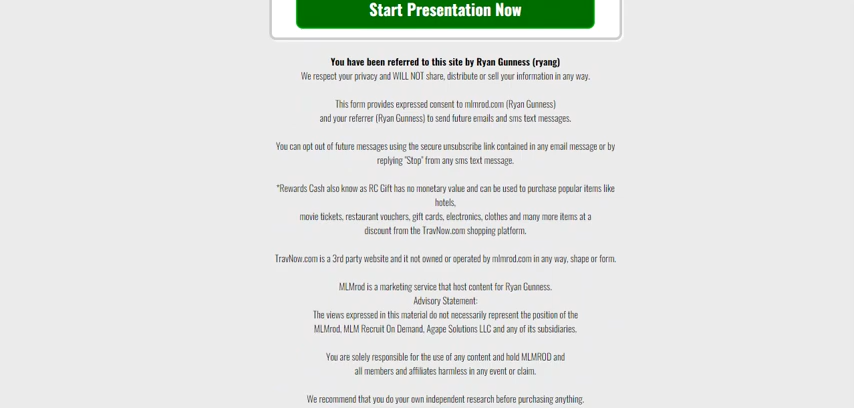 Start Presentation Now
You have been referred to this site by Ryan Gunness (ryang)
We respect your privacy and WILL NOT share, distribute or sell your information in any way.
This form provides expressed consent to mlmrod.com (Ryan Gunness)
and your referrer (Ryan Gunness) to send future emails and sms text messages.
You can opt out of future messages using the secure unsubscribe link contained in any email message or by
replying "Stop" from any sms text message.
*Rewards Cash also know as RC Gift has no monetary value and can be used to purchase popular items like
hotels,
movie tickets, restaurant vouchers, gift cards, electronics, clothes and many more items at a
discount from the TravNow.com shopping platform.
TravNow.com is a 3rd party website and it not owned or operated by mlmrod.com in any way, shape or form.
MLMrod is a marketing service that host content for Ryan Gunness.
Advisory Statement:
The views expressed in this material do not necessarily represent the position of the
MLMrod, MLM Recruit On Demand, Agape Solutions LLC and any of its subsidiaries.
You are solely responsible for the use of any content and hold MLMROD and
all members and affiliates harmless in any event or claim.
We recommend that you do your own independent research before purchasing anything.